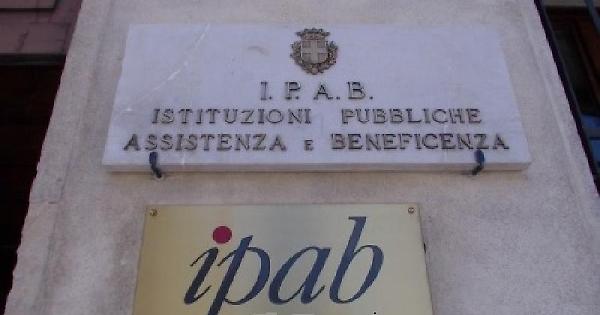 I.P.A.B.
ISTITUZIONI PUBBLICHE
ASSISTENZA E BENEFICENZA
ipab